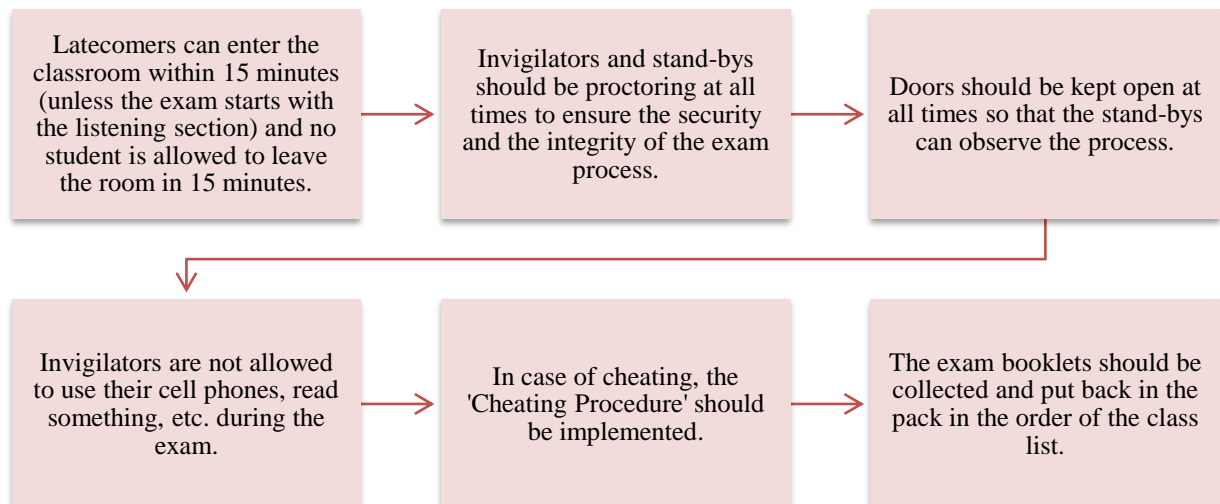 Latecomers can enter the
classroom within 15 minutes
(unless the exam starts with
the listening section) and no
student is allowed to leave
the room in 15 minutes.
Invigilators and stand-bys
should be proctoring at all
times to ensure the security
and the integrity of the exam
process.
Doors should be kept open at
all times so that the stand-bys
can observe the process.
Invigilators are not allowed
to use their cell phones, read
something, etc. during the
exam.
In case of cheating, the
'Cheating Procedure' should
be implemented.
The exam booklets should be
collected and put back in the
pack in the order of the class
list.